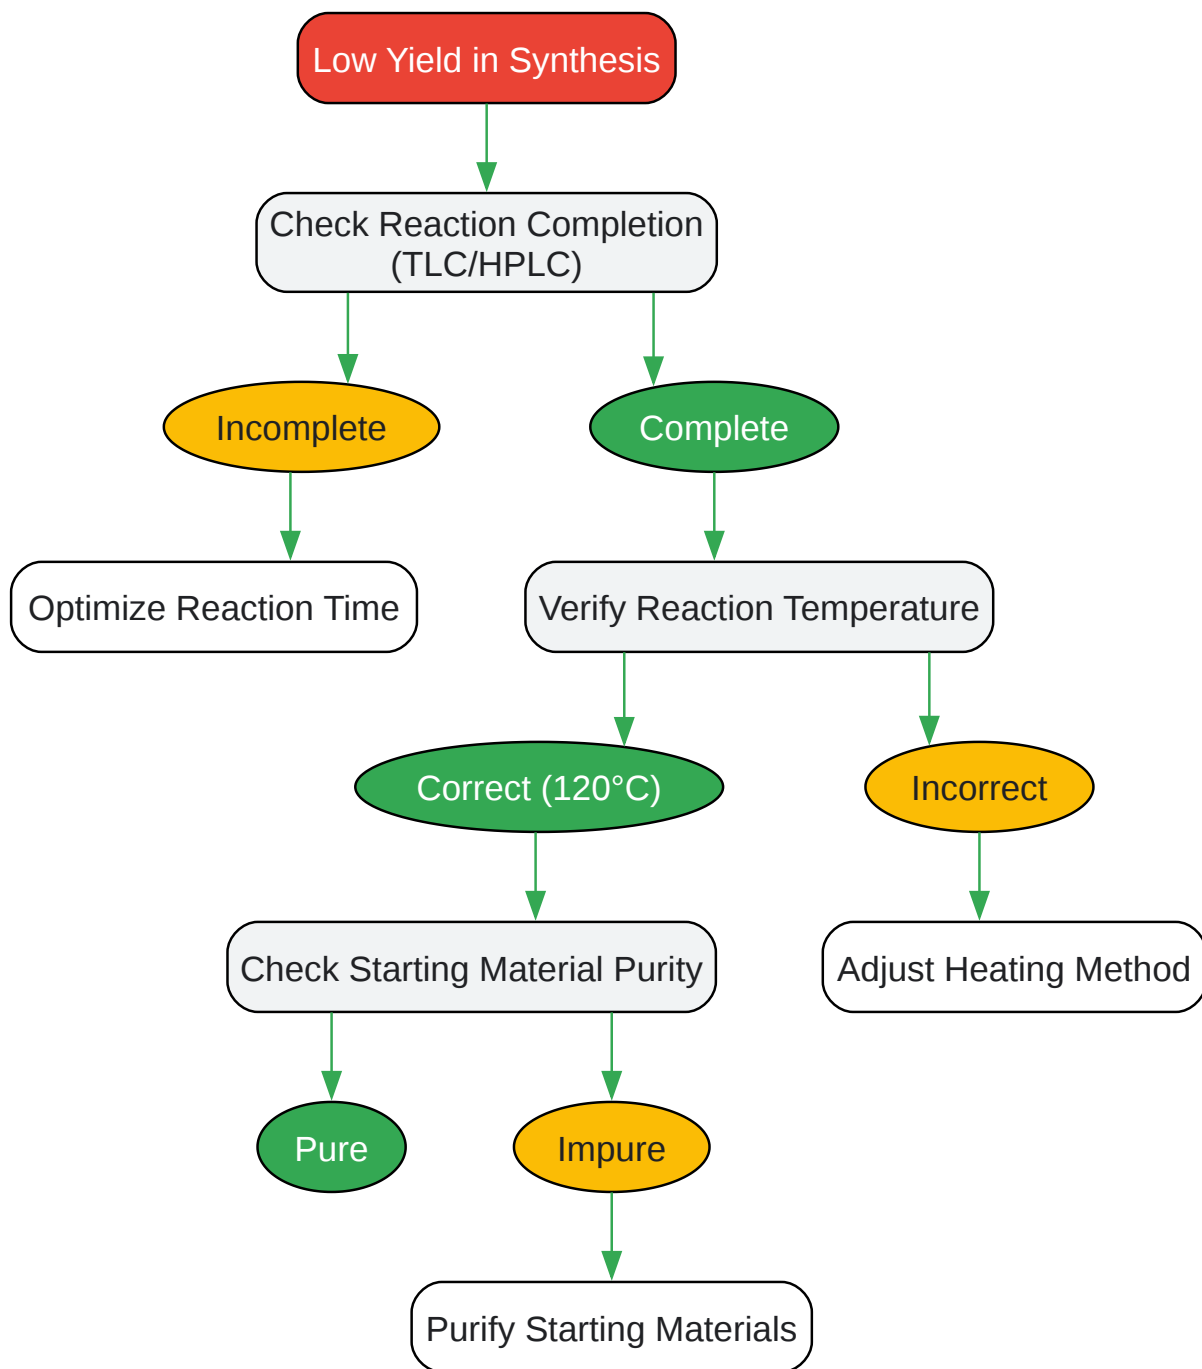 Low Yield in Synthesis
Check Reaction Completion
(TLC/HPLC)
Incomplete
Complete
Optimize Reaction Time
Verify Reaction Temperature
Correct (120°C)
Incorrect
Check Starting Material Purity
Adjust Heating Method
Pure
Impure
Purify Starting Materials